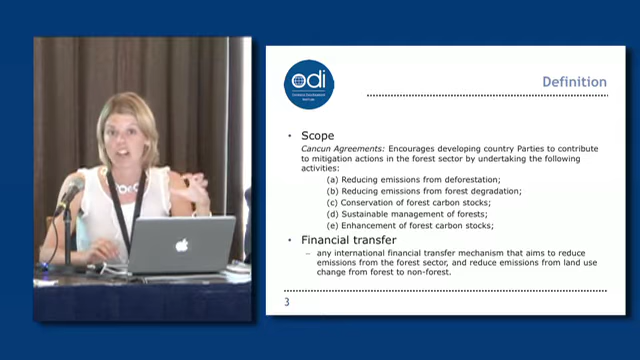 odi
Definition
• Scope
Cancun Agreements: Encourages developing country Parties to contribute
to mitigation actions in the forest sector by undertaking the following
activities:
(a) Reducing emissions from deforestation;
(b) Reducing emissions from forest degradation;
(c) Conservation of forest carbon stocks;
(d) Sustainable management of forests;
(e) Enhancement of forest carbon stocks;
• Financial transfer
– any international financial transfer mechanism that aims to reduce
emissions from the forest sector, and reduce emissions from land use
change from forest to non-forest.
3